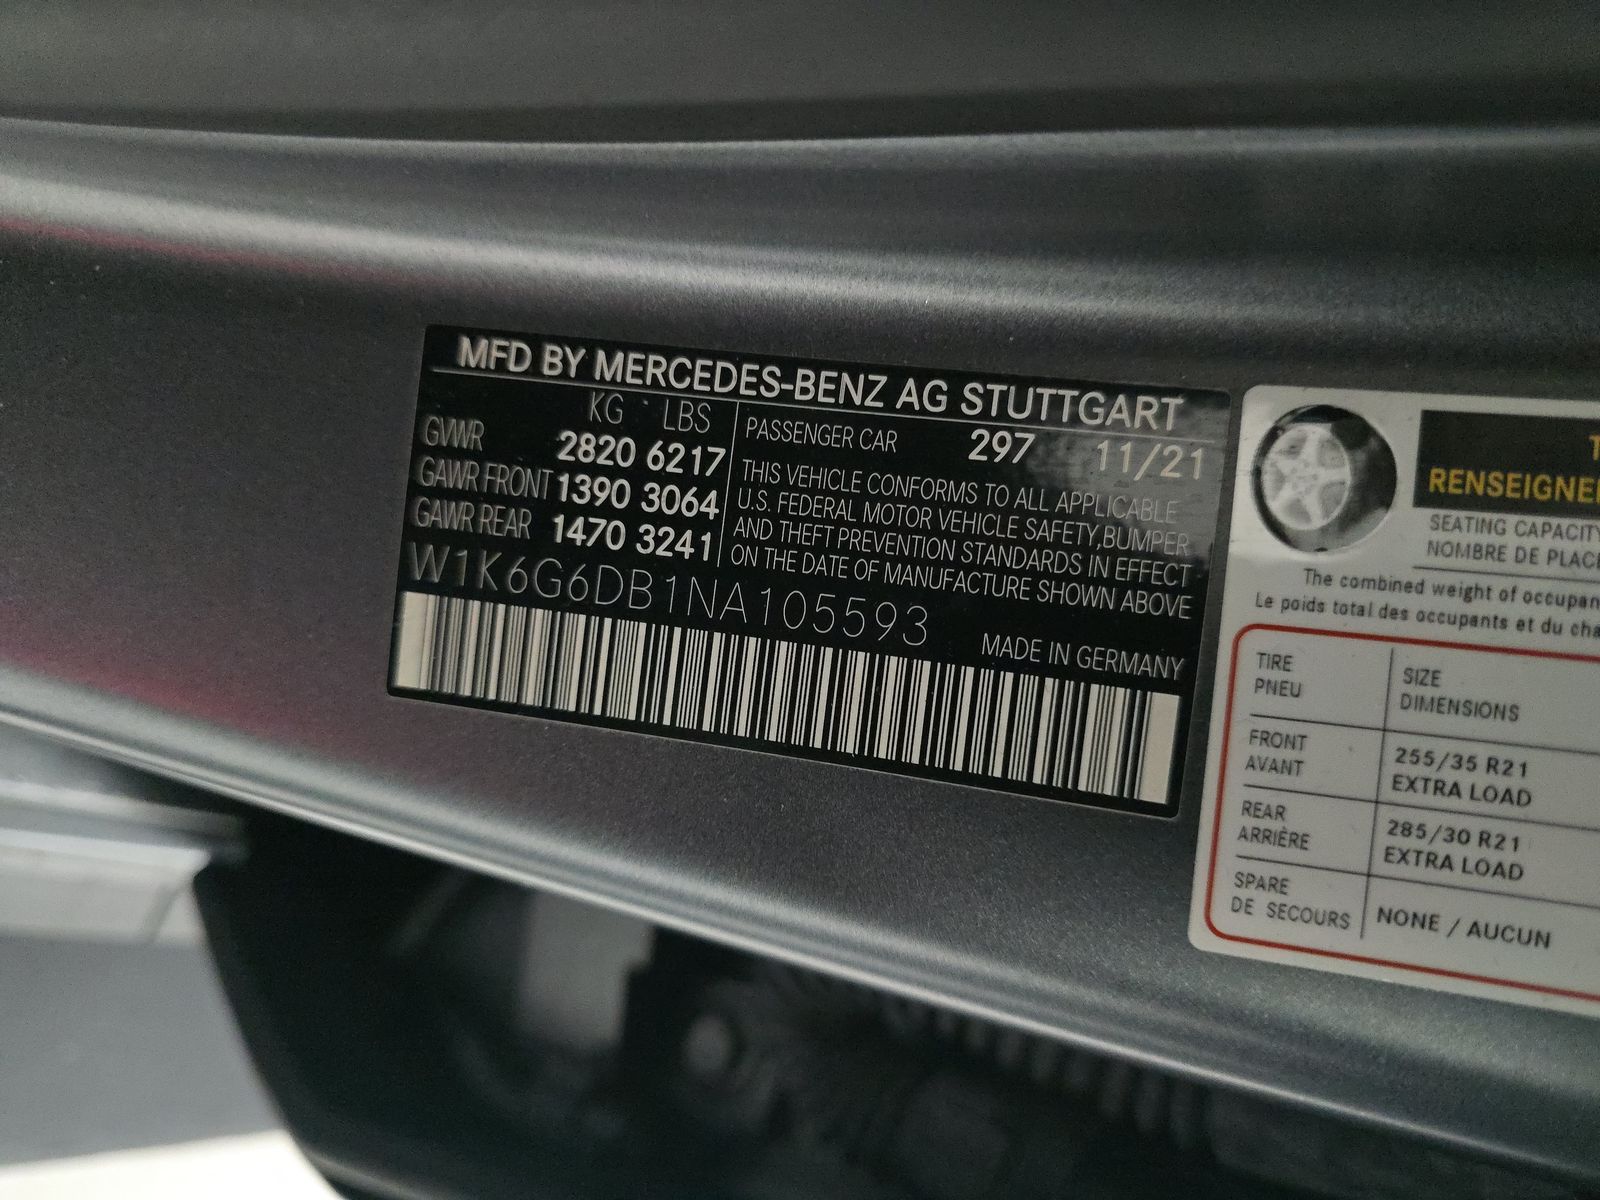 MFD BY MERCEDES-BENZ AG STUTTGART
KG LBS
GVWR 2820 6217
GAWR FRONT 1390 3064
GAWR REAR 1470 3241
PASSENGER CAR 297 11/21
THIS VEHICLE CONFORMS TO ALL APPLICABLE
U.S. FEDERAL MOTOR VEHICLE SAFETY, BUMPER
AND THEFT PREVENTION STANDARDS IN EFFECT
ON THE DATE OF MANUFACTURE SHOWN ABOVE
W1K6G6DB1NA105593
MADE IN GERMANY
SEATING CAPACITY
NOMBRE DE
The combined weight of
Le poids total des occupants et du
TIRE
PNEU
SIZE
DIMENSIONS
FRONT
AVANT
255/35 R21
EXTRA LOAD
REAR
ARRIÈRE
285/30 R21
EXTRA LOAD
SPARE
DE SECOURS
NONE / AUCUN